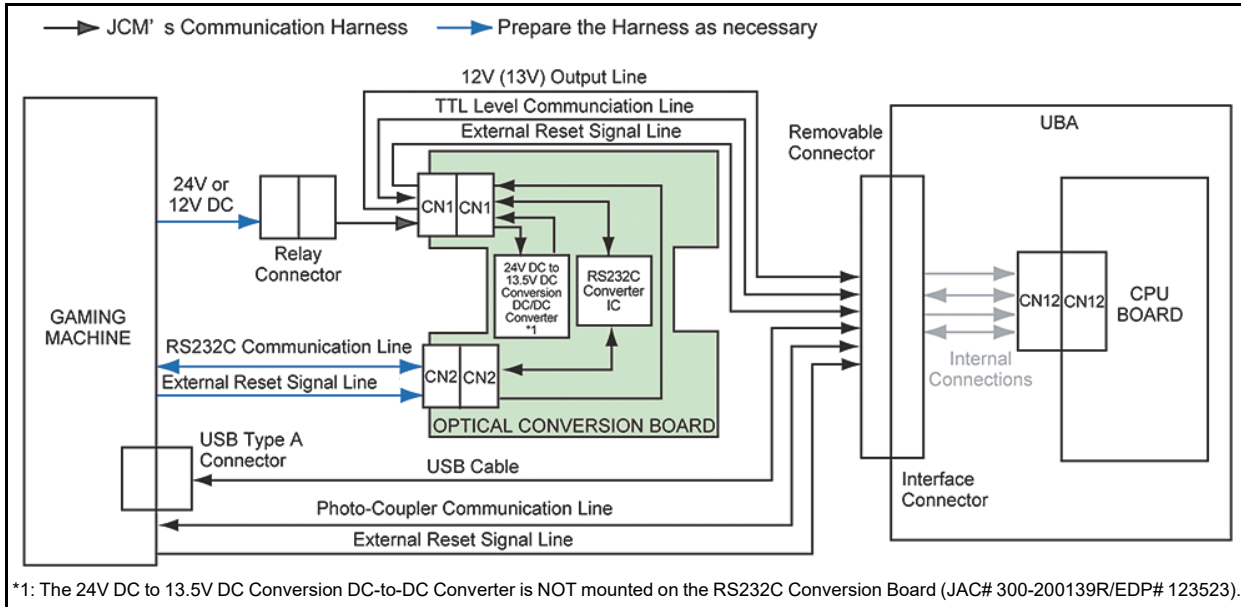 JCM’ s Communication Harness
Prepare the Harness as necessary
12V (13V) Output Line
TTL Level Communciation Line
External Reset Signal Line
Removable
Connector
UBA
24V or
12V DC
Relay
Connector
CN1
CN1
24V DC to
13.5V DC
Conversion
DC/DC
Converter
*1
RS232C
Converter
IC
CN12
CN12
CPU
BOARD
GAMING
MACHINE
RS232C Communication Line
External Reset Signal Line
CN2
CN2
Internal
Connections
OPTICAL CONVERSION BOARD
USB Type A
Connector
USB Cable
Interface
Connector
Photo-Coupler Communication Line
External Reset Signal Line
*1: The 24V DC to 13.5V DC Conversion DC-to-DC Converter is NOT mounted on the RS232C Conversion Board (JAC# 300-200139R/EDP# 123523).